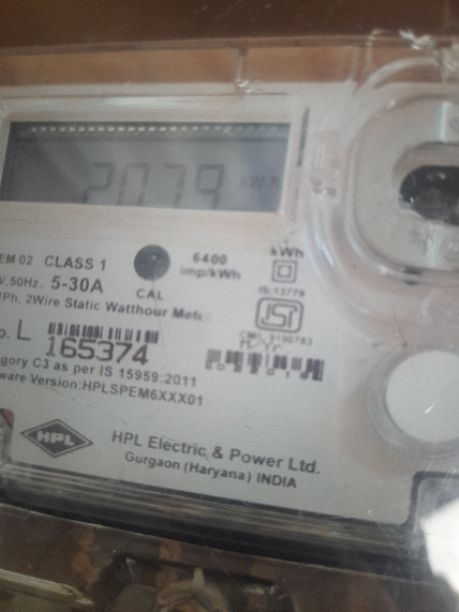 2079 kWh
EM 02 CLASS 1
V, 50Hz, 5-30A
CAL
6400
imp/kWh
kWh
IS:13779
Ph, 2Wire Static Watthour Mete
ISI
p. L 165374
gory C3 as per IS 15959:2011
ware Version:HPLSPEM6XXX01
HPL
HPL Electric & Power Ltd.
Gurgaon (Haryana) INDIA